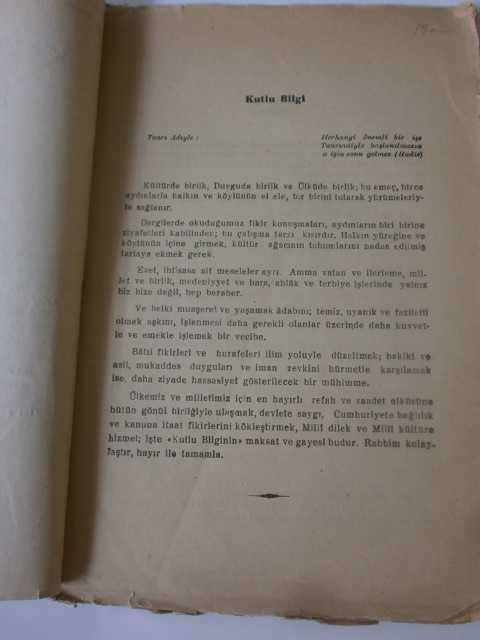 Kutlu Bilgi
Tanrı Adıyle : Herhangi önemli bir işe
Tanrıadiyle başlanılmazsa
o işin sonu gelmez (Hadis)
Kültürde birlik, Duyguda birlik ve Ülküde birlik; bu amaç, biraz
aydınlarla halkın ve köylünün el ele, bir birini tutarak yürümeleriy-
le sağlanır.
Dergilerde okuduğumuz fikir konuşmaları, aydınların biri birine
ziyafetleri kabilinden; bu çalışma tarzı kısırdır. Halkın yüreğine ve
köylünün içine girmek, kültür ağacının tohumlarını nadas edilmiş
tarlaya ekmek gerek.
Evet, ihtisasa ait meseleler ayrı. Amma vatan ve ilerleme, mil-
let ve birlik, medeniyyet ve hars, ahlâk ve terbiye işlerinde yalnız
biz bize değil, hep beraber.
Ve belki muaşeret ve yaşamak âdabını; temiz, uyanık ve faziletli
olmak aşkını, işlenmesi daha gerekli olanlar üzerinde daha kuvvet-
le ve emekle işlemek bir vecibe.
Bâtıl fikirleri ve hurafeleri ilim yoluyle düzeltmek; hakiki ve
asil, mukaddes duyguları ve iman zevkini hürmetle karşılamak
ise, daha ziyade hassasiyet gösterilecek bir mühimme.
Ülkemiz ve milletimiz için en hayırlı refah ve saadet ülküsüne
bütün gönül birliğiyle ulaşmak, devlete saygı, Cumhuriyete bağlılık
ve kanuna itaat fikirlerini kökleştirmek, Millî dilek ve Millî kültüre
hizmet; işte «Kutlu Bilginin» maksat ve gayesi budur. Rabbim kolay-
laştır, hayır ile tamamla.